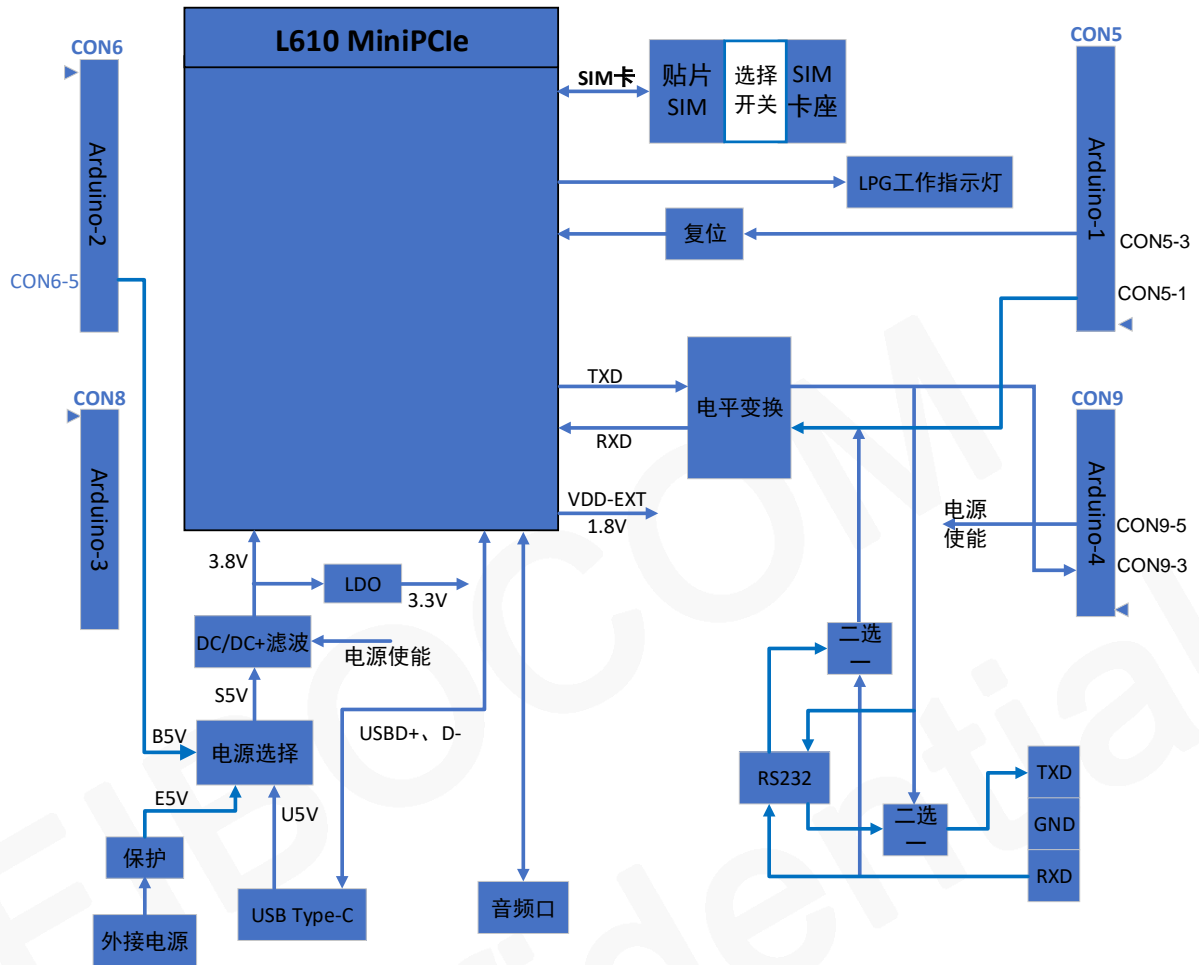 L610 MiniPCIe
CON6
Arduino-2
CON6-5
CON8
Arduino-3
SIM卡
贴片
SIM
选择
开关
SIM
卡座
LPG工作指示灯
复位
CON5
Arduino-1
CON5-3
CON5-1
TXD
RXD
电平变换
VDD-EXT
1.8V
CON9
Arduino-4
电源
使能
CON9-5
CON9-3
3.8V
LDO
3.3V
DC/DC+滤波
电源使能
S5V
B5V
电源选择
E5V
U5V
USBD+、D-
保护
外接电源
USB Type-C
音频口
二选
一
RS232
二选
一
TXD
GND
RXD
FIBOCOM
Confidential